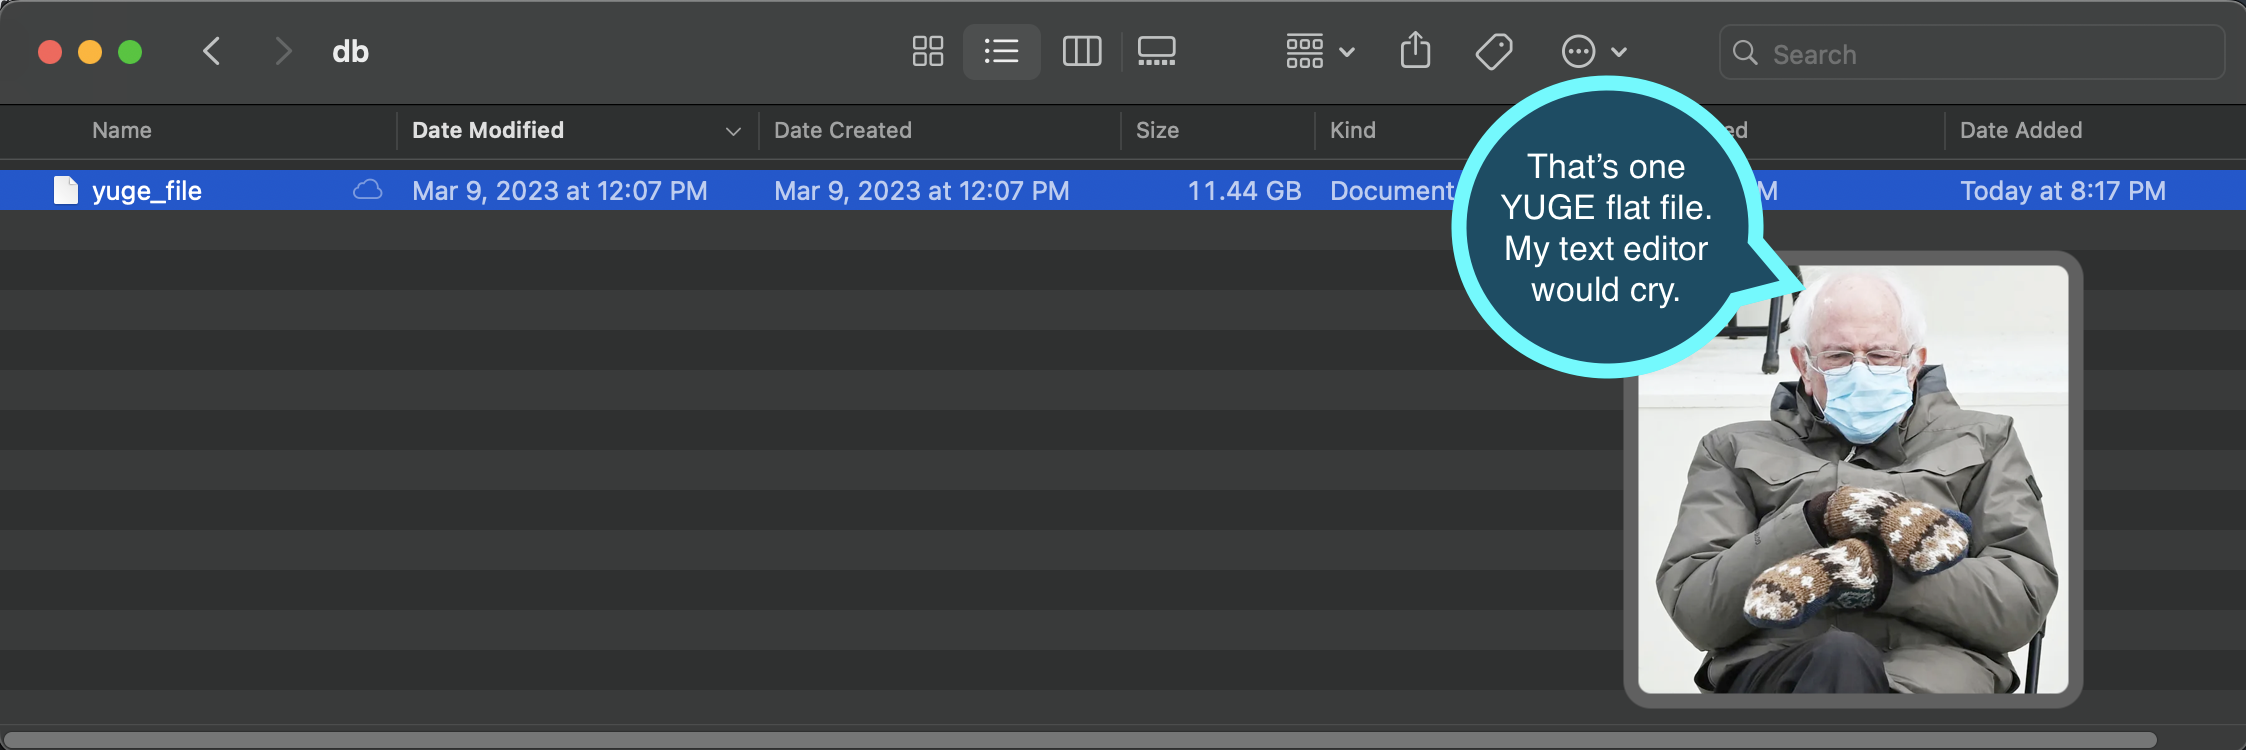 db
Search
Name Date Modified Date Created Size Kind ed Date Added
yuge_file Mar 9, 2023 at 12:07 PM Mar 9, 2023 at 12:07 PM 11.44 GB Document M Today at 8:17 PM
That’s one
YUGE flat file.
My text editor
would cry.